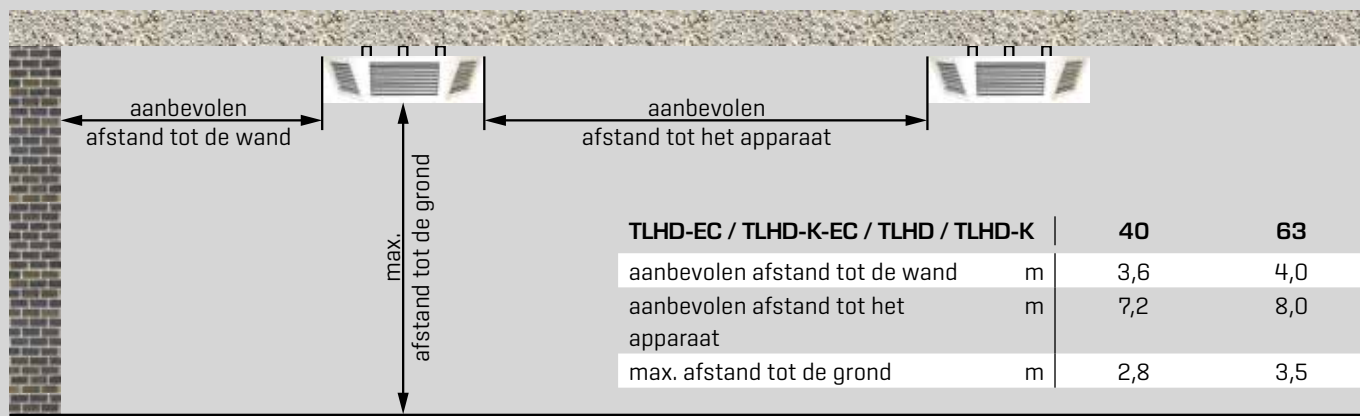 aanbevolen
afstand tot de wand
aanbevolen
afstand tot het apparaat
max.
afstand tot de grond
TLHD-EC / TLHD-K-EC / TLHD / TLHD-K 40 63
aanbevolen afstand tot de wand m 3,6 4,0
aanbevolen afstand tot het m 7,2 8,0
apparaat
max. afstand tot de grond m 2,8 3,5